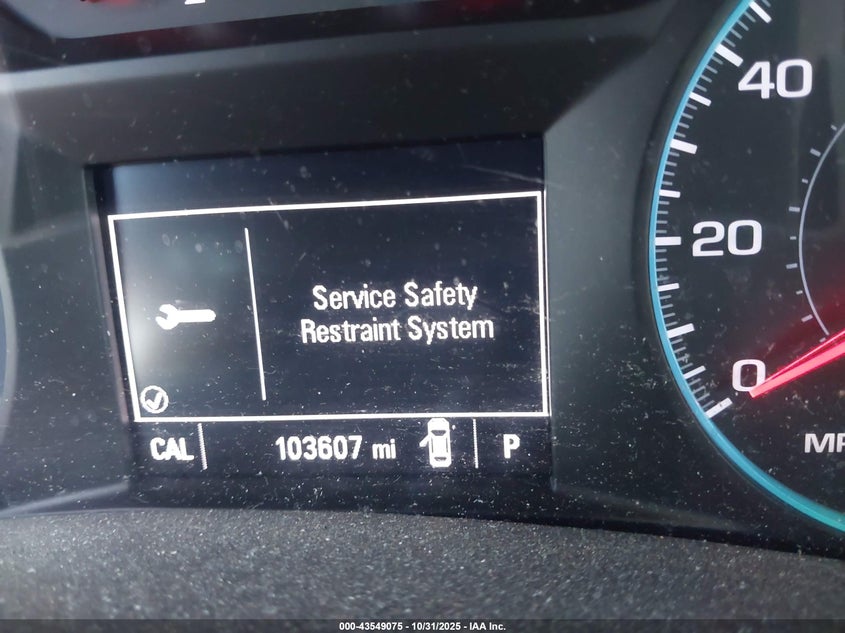 40
20
0
Service Safety
Restraint System
CAL 103607 mi P
000-43549075 - 10/31/2025 - IAA Inc.